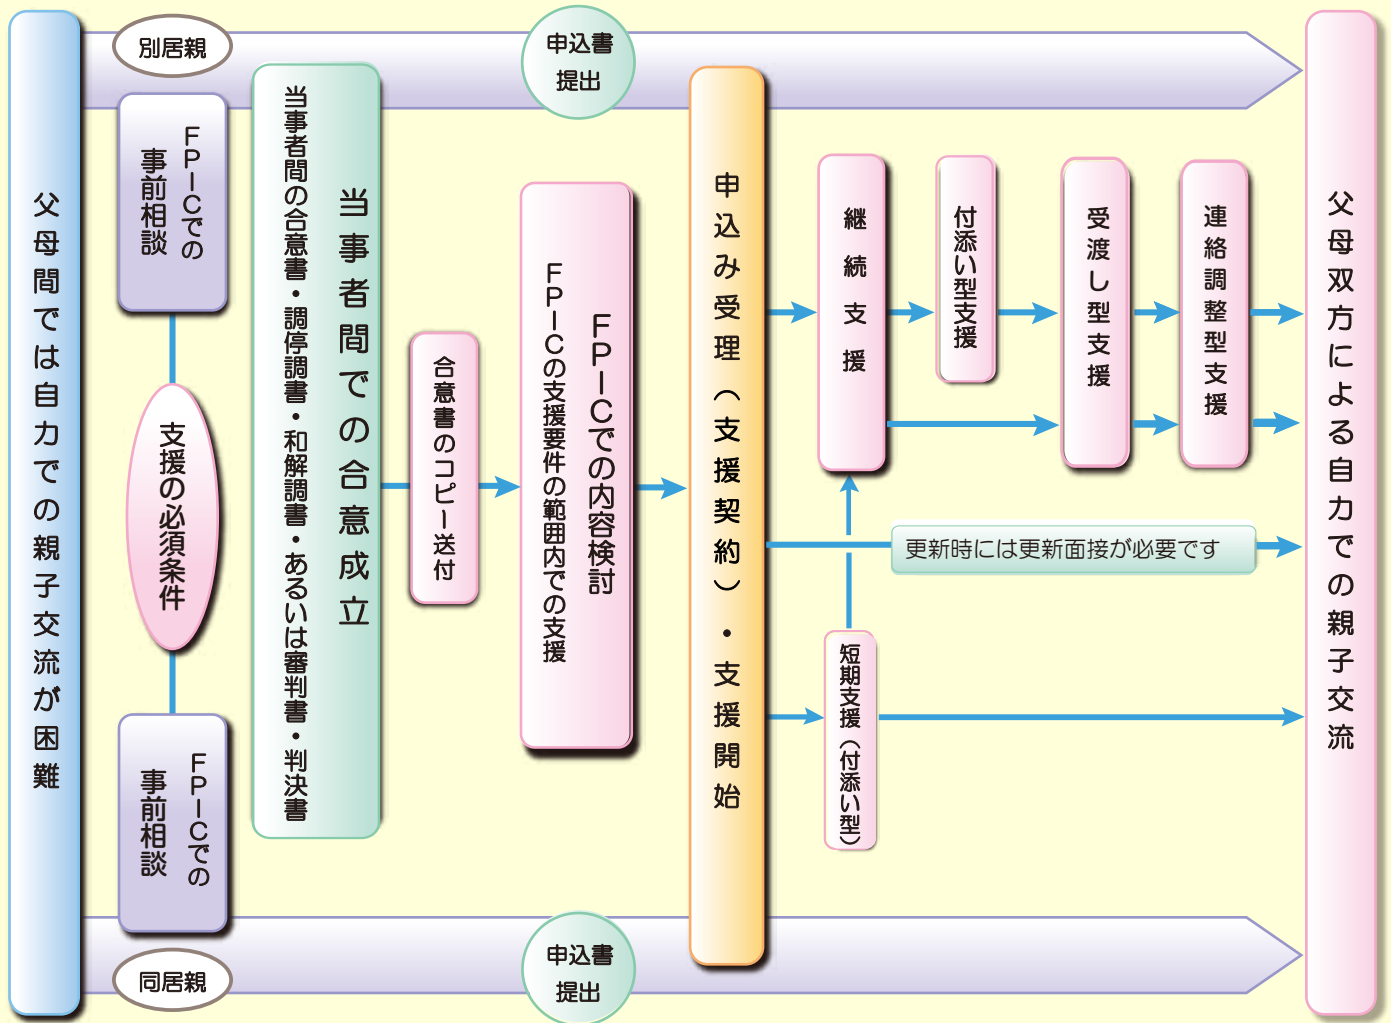 父母間では自力での親子交流が困難
別居親
FPICでの
事前相談
支援の必須条件
FPICでの
事前相談
同居親
当事者間での合意成立
当事者間の合意書・調停調書・和解調書・あるいは審判書・判決書
合意書のコピー送付
申込書
提出
FPICでの内容検討
FPICの支援要件の範囲内での支援
申込書
提出
申込み受理(支援契約)・支援開始
継続支援
付添い型支援
受渡し型支援
連絡調整型支援
更新時には更新面接が必要です
短期支援(付添い型)
父母双方による自力での親子交流